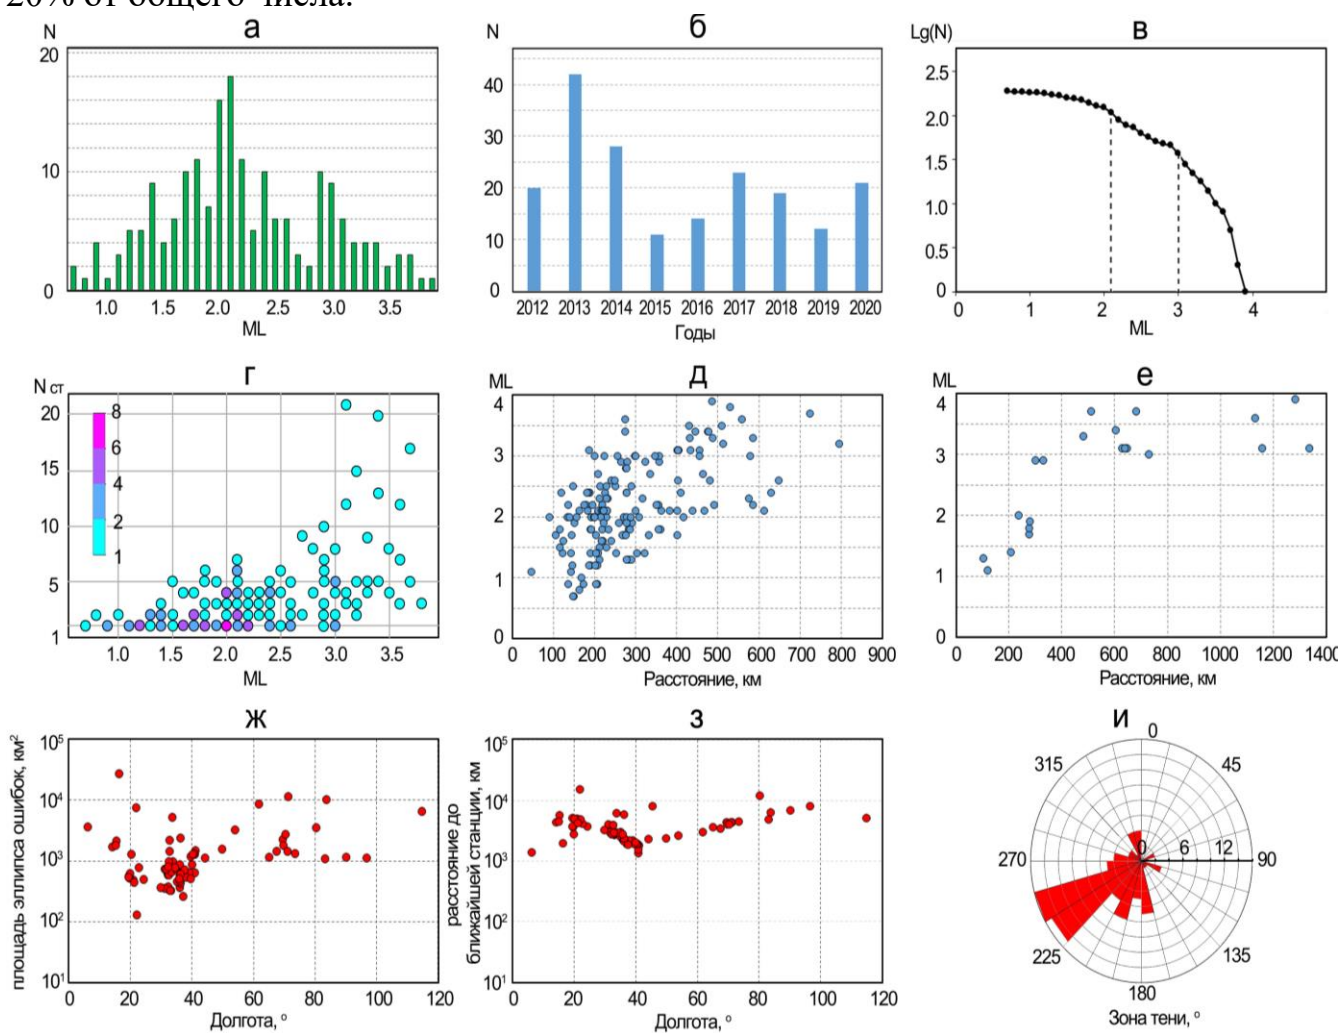 20% от общего числа.
а
N
20
10
0
1.0 1.5 2.0 2.5 3.0 3.5
ML
б
N
40
30
20
10
0
2012 2013 2014 2015 2016 2017 2018 2019 2020
Годы
в
Lg(N)
2.5
2.0
1.5
1.0
0.5
0
0 1 2 3 4
ML
г
N ст
20
15
10
5
1
8
6
4
2
1
1.0 1.5 2.0 2.5 3.0 3.5
ML
д
ML
4
3
2
1
0
0 100 200 300 400 500 600 700 800 900
Расстояние, км
е
ML
4
3
2
1
0
0 200 400 600 800 1000 1200 1400
Расстояние, км
ж
площадь эллипса ошибок, км²
10⁵
10⁴
10³
10²
10¹
0 20 40 60 80 100 120
Долгота, °
з
расстояние до
ближайшей станции, км
10⁵
10⁴
10³
10²
10¹
0 20 40 60 80 100 120
Долгота, °
и
0
315 45
0 6 12
270 90
225 135
180
Зона тени, °